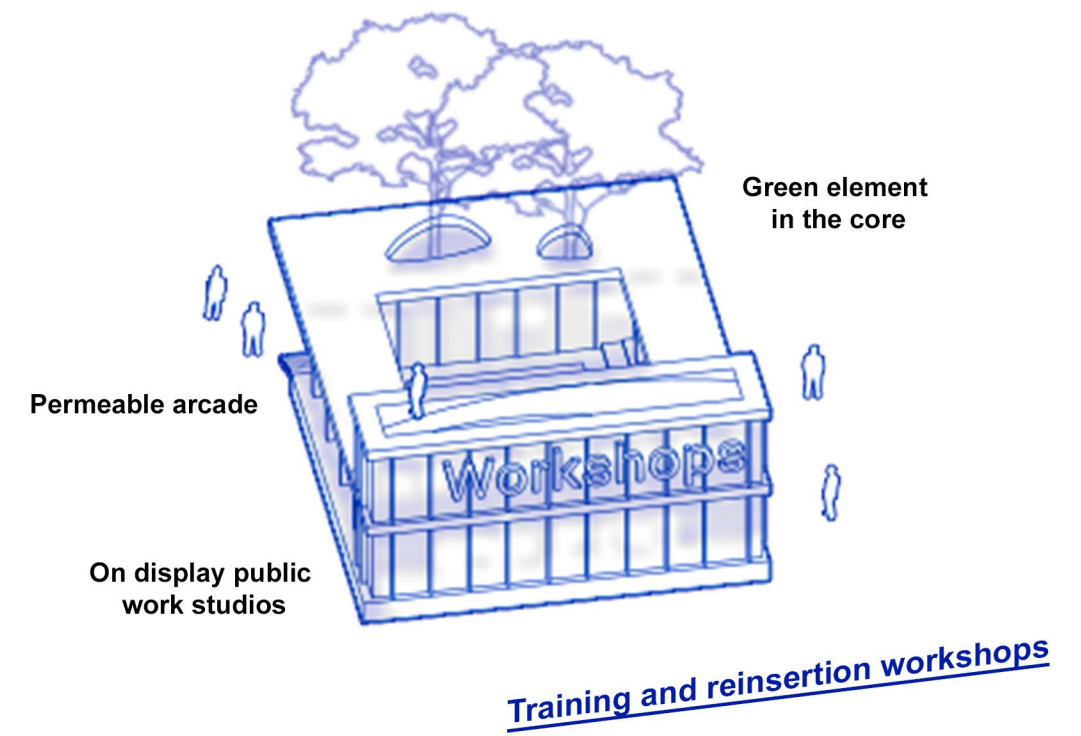 Green element
in the core
Permeable arcade
Workshops
On display public
work studios
Training and reinsertion workshops